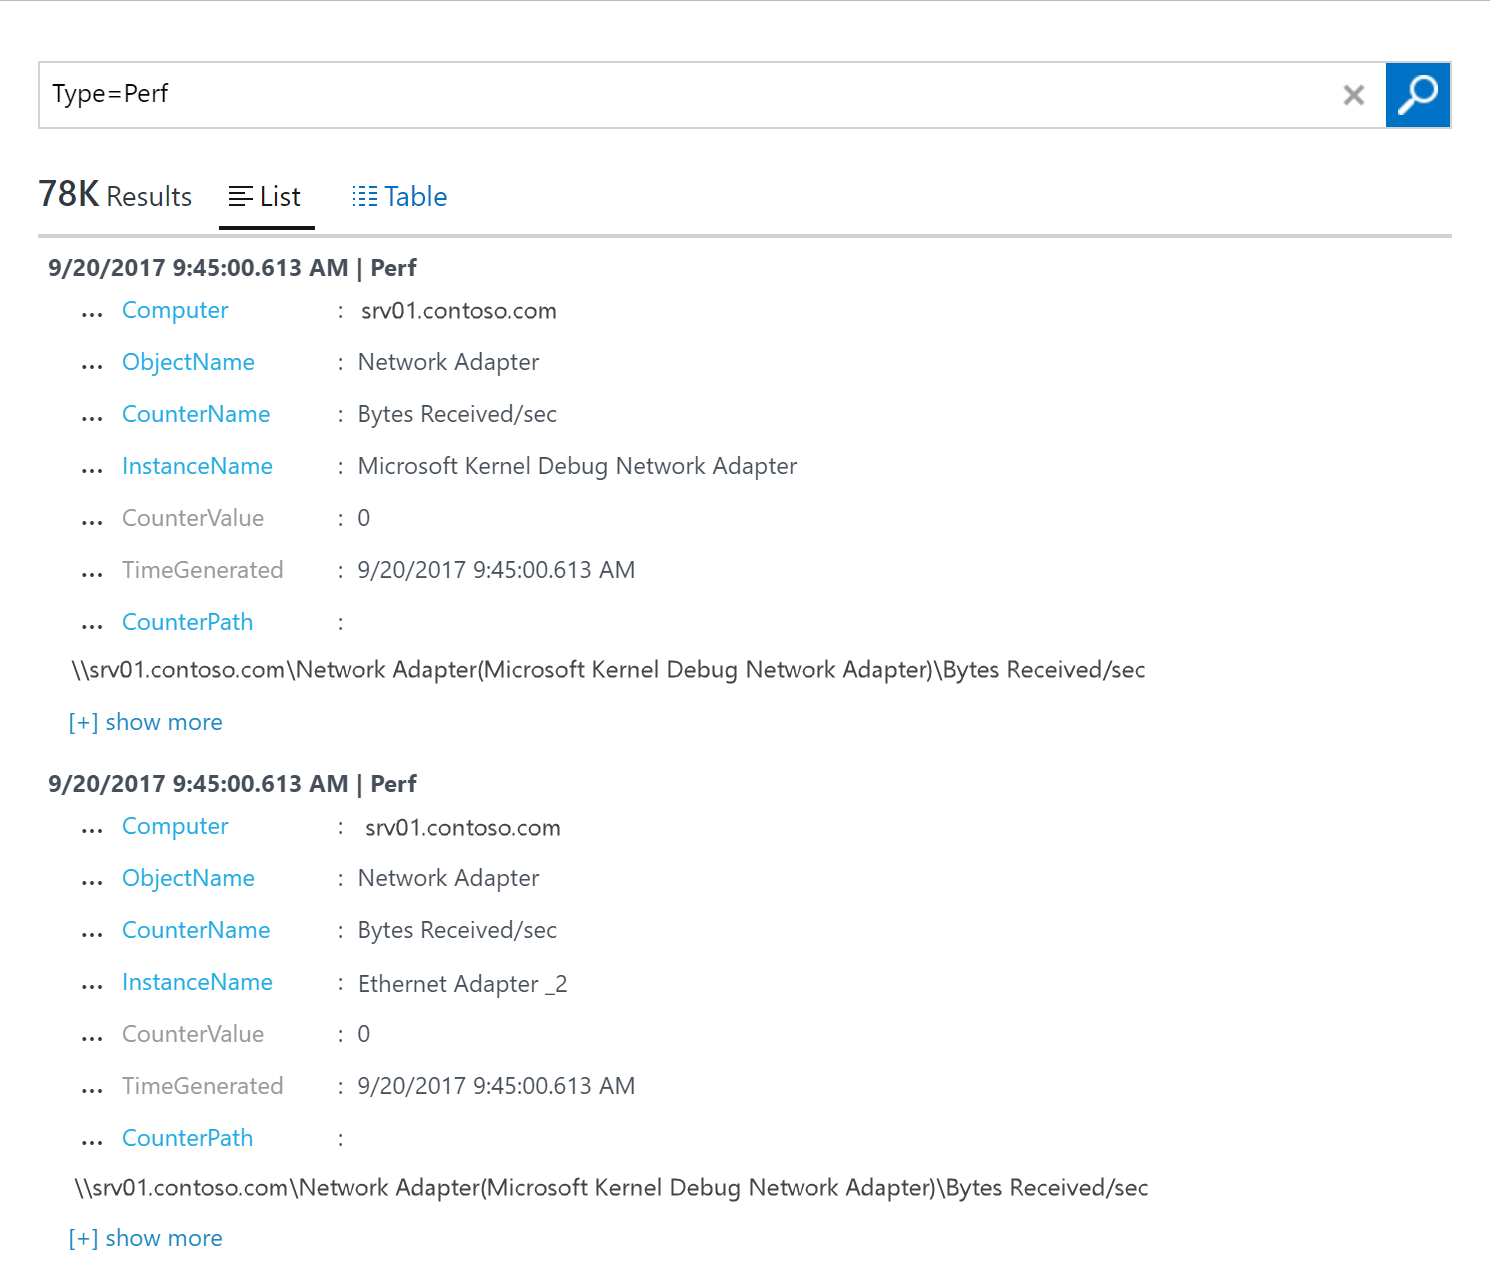 Type=Perf
78K Results List Table
9/20/2017 9:45:00.613 AM | Perf
... Computer : srv01.contoso.com
... ObjectName : Network Adapter
... CounterName : Bytes Received/sec
... InstanceName : Microsoft Kernel Debug Network Adapter
... CounterValue : 0
... TimeGenerated : 9/20/2017 9:45:00.613 AM
... CounterPath :
\\srv01.contoso.com\Network Adapter(Microsoft Kernel Debug Network Adapter)\Bytes Received/sec
[+] show more
9/20/2017 9:45:00.613 AM | Perf
... Computer : srv01.contoso.com
... ObjectName : Network Adapter
... CounterName : Bytes Received/sec
... InstanceName : Ethernet Adapter _2
... CounterValue : 0
... TimeGenerated : 9/20/2017 9:45:00.613 AM
... CounterPath :
\\srv01.contoso.com\Network Adapter(Microsoft Kernel Debug Network Adapter)\Bytes Received/sec
[+] show more